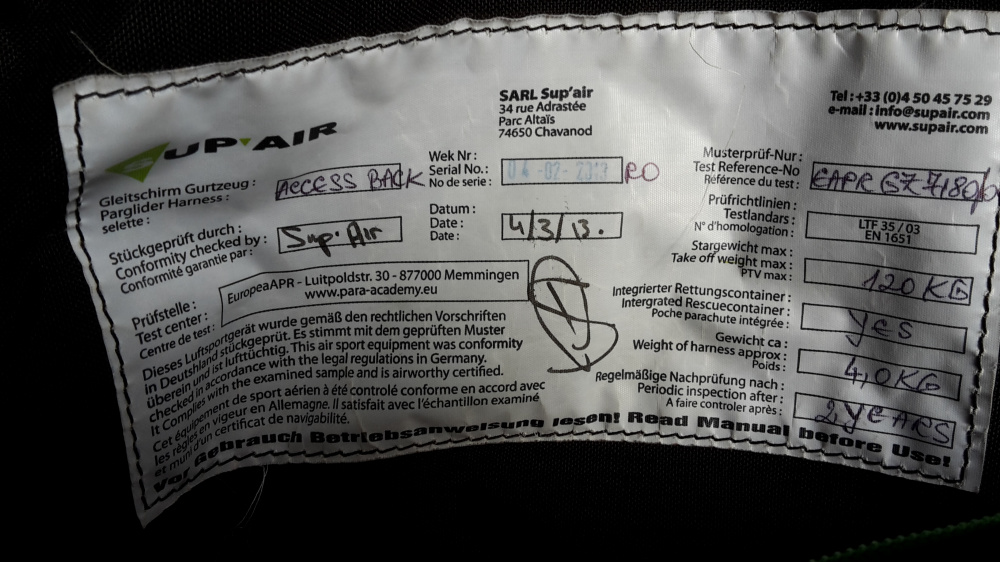 SUP'AIR
SARL Sup'air
34 rue Adrastée
Parc Altaïs
74650 Chavanod
Tel : +33 (0)4 50 45 75 29
e-mail : info@supair.com
www.supair.com
Gleitschirm Gurtzeug :
Parglider Harness : ACCESS BACK
selette :
Wek Nr :
Serial No. : 04-02-2013 RO
No de serie :
Stückgeprüft durch :
Conformity checked by : Sup'Air
Conformité garantie par :
Datum :
Date : 4/3/13.
Date :
Prüfstelle :
Test center :
Centre de test :
EuropeaAPR - Luitpoldstr. 30 - 877000 Memmingen
www.para-academy.eu
Dieses Luftsportgerät wurde gemäß den rechtlichen Vorschriften
in Deutshland stückgeprüt. Es stimmt mit dem geprüften Muster
überein und ist lufttüchtig. This air sport equipment was conformity
checked in accordance with the legal regulations in Germany.
It Complies with the examined sample and is airworthy certified.
Cet équipement de sport aérien à été controlé conforme en accord avec
les règles en vigeur en Allemagne. Il satisfait avec l'échantillon examiné
et muni d'un certificat de navigabilité.
Musterprüf-Nur :
Test Reference-No
Référence du test : EAPR GZ 7180
Prüfrichtlinien :
Testlandars :
N° d'homologation :
LTF 35 / 03
EN 1651
Stargewicht max :
Take off weight max : 120 KG
PTV max :
Integrierter Rettungscontainer :
Intergrated Rescuecontainer : YES
Poche parachute intégrée :
Gewicht ca :
Weight of harness approx : 4,0KG
Poids :
Regelmäßige Nachprüfung nach :
Periodic inspection after : 2 YEARS
A faire controler après :
Vor Gebrauch Betriebsanweisung lesen! Read Manual before Use!